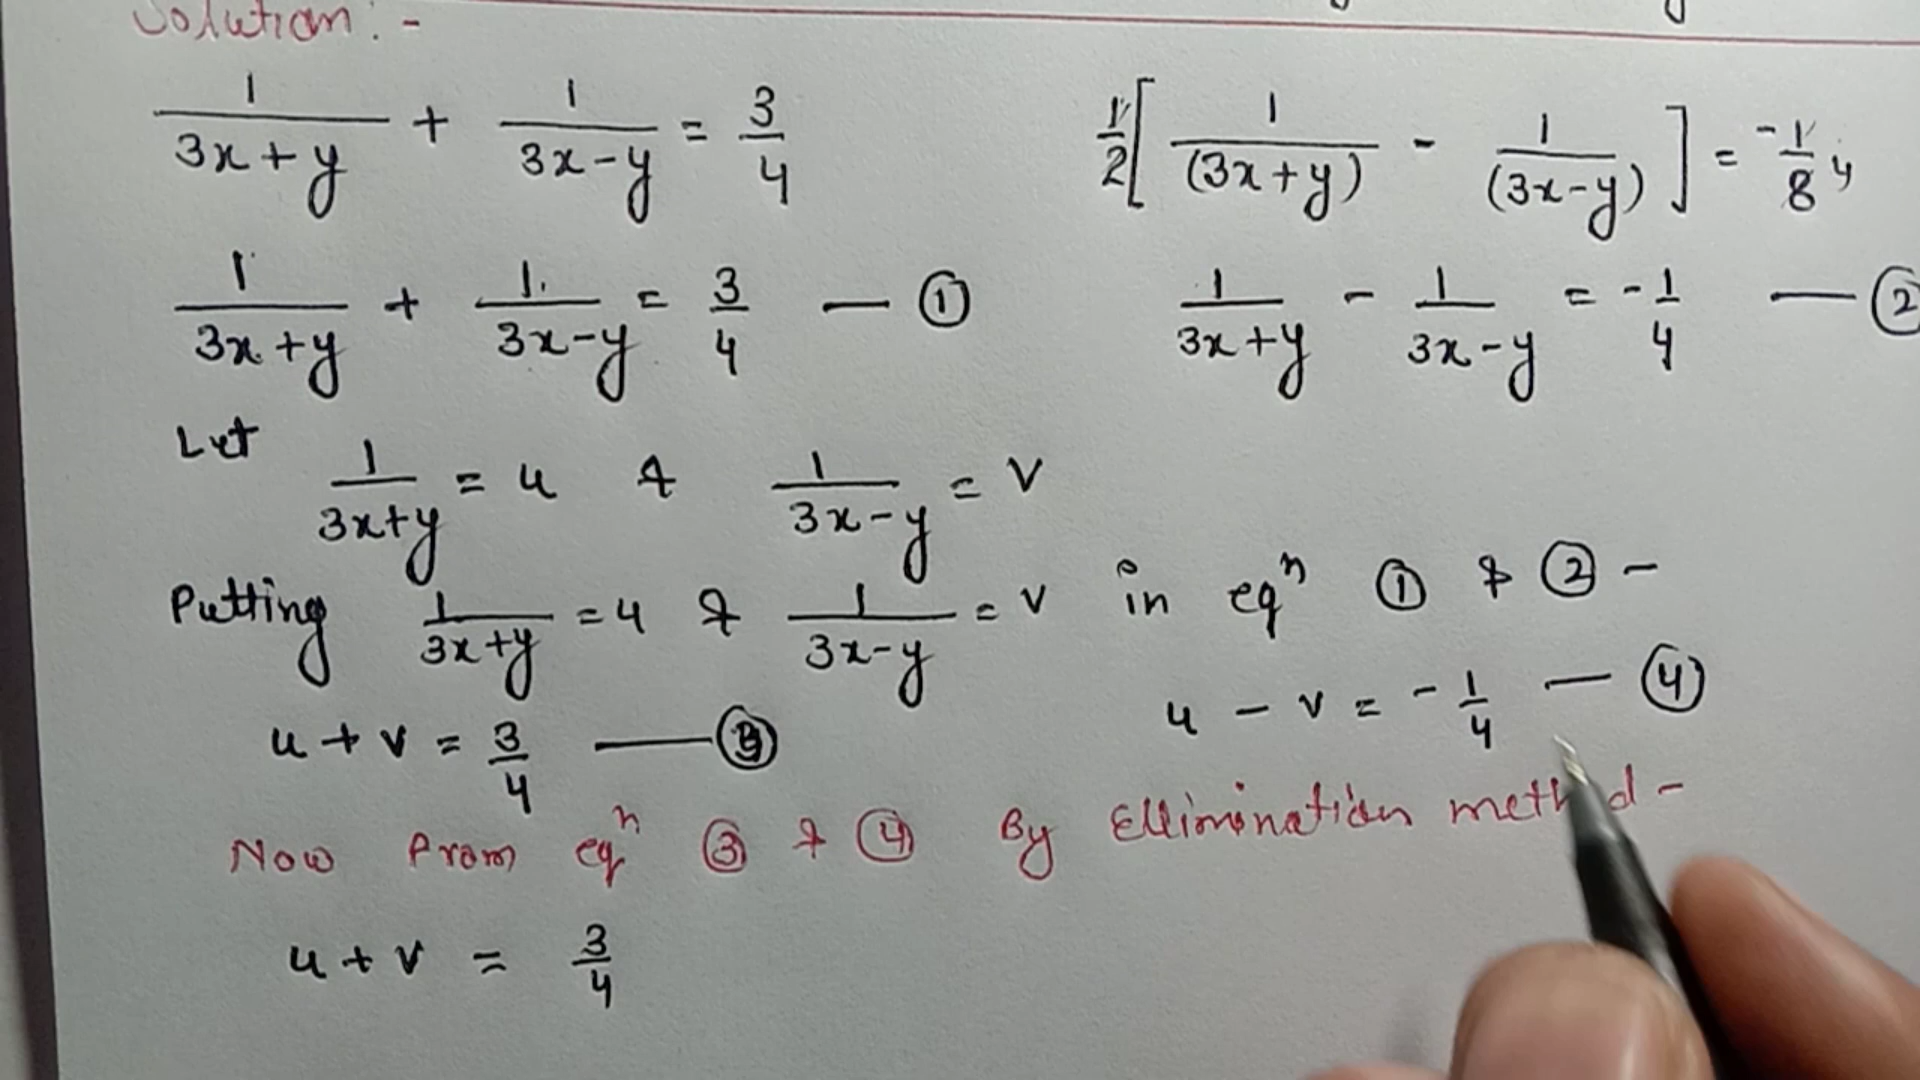 Solution:-
1/(3x+y) + 1/(3x-y) = 3/4
1/2[1/(3x+y) - 1/(3x-y)] = -1/8 4
1/(3x+y) + 1/(3x-y) = 3/4 — ①
1/(3x+y) - 1/(3x-y) = -1/4 — ②
Let 1/(3x+y) = u & 1/(3x-y) = v
Putting 1/(3x+y) = u & 1/(3x-y) = v in eqⁿ ① & ② -
u + v = 3/4 — ③
u - v = -1/4 — ④
Now From eqⁿ ③ & ④ By Ellimination method -
u + v = 3/4